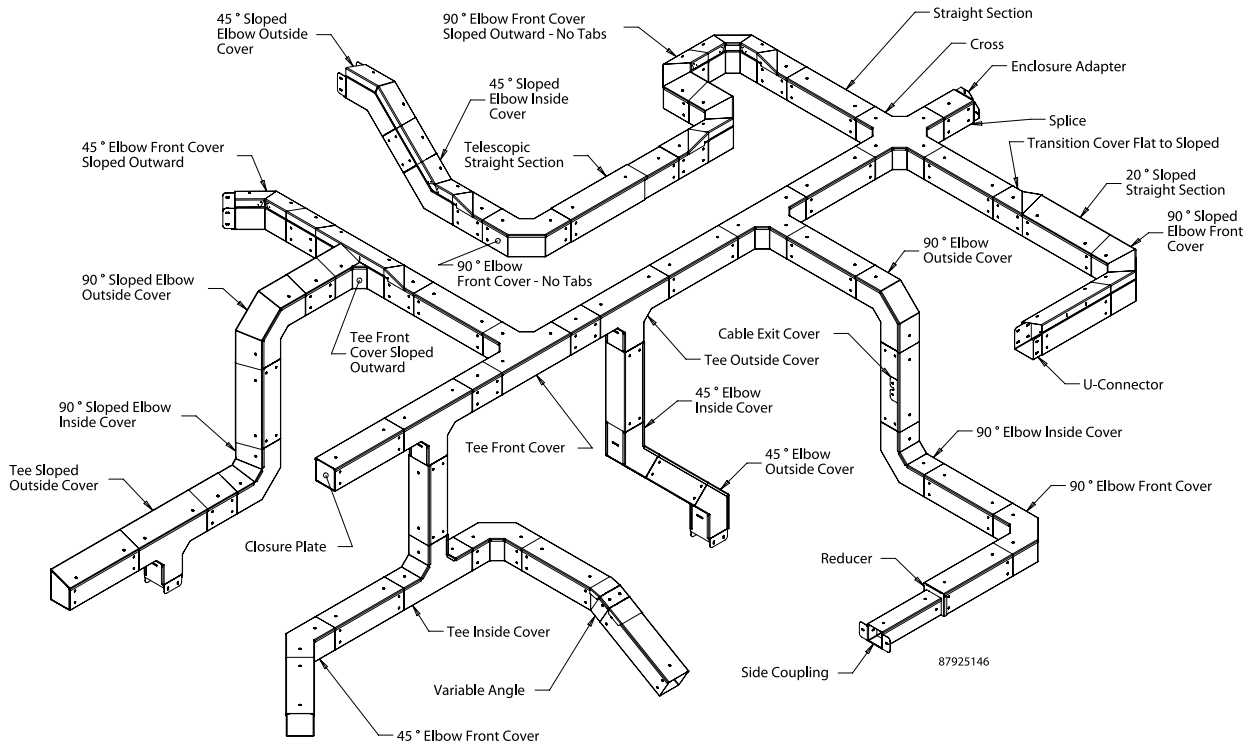 45° Sloped
Elbow Outside
Cover
90° Elbow Front Cover
Sloped Outward - No Tabs
Straight Section
Cross
Enclosure Adapter
45° Sloped
Elbow Inside
Cover
Splice
45° Elbow Front Cover
Sloped Outward
Telescopic
Straight Section
Transition Cover Flat to Sloped
20° Sloped
Straight Section
90° Sloped
Elbow Front
Cover
90° Elbow
Outside Cover
90° Sloped Elbow
Outside Cover
90° Elbow
Front Cover - No Tabs
Tee Front
Cover Sloped
Outward
Cable Exit Cover
Tee Outside Cover
U-Connector
90° Sloped Elbow
Inside Cover
45° Elbow
Inside Cover
Tee Front Cover
90° Elbow Inside Cover
45° Elbow
Outside Cover
Tee Sloped
Outside Cover
90° Elbow Front Cover
Closure Plate
Reducer
Tee Inside Cover
87925146
Side Coupling
Variable Angle
45° Elbow Front Cover